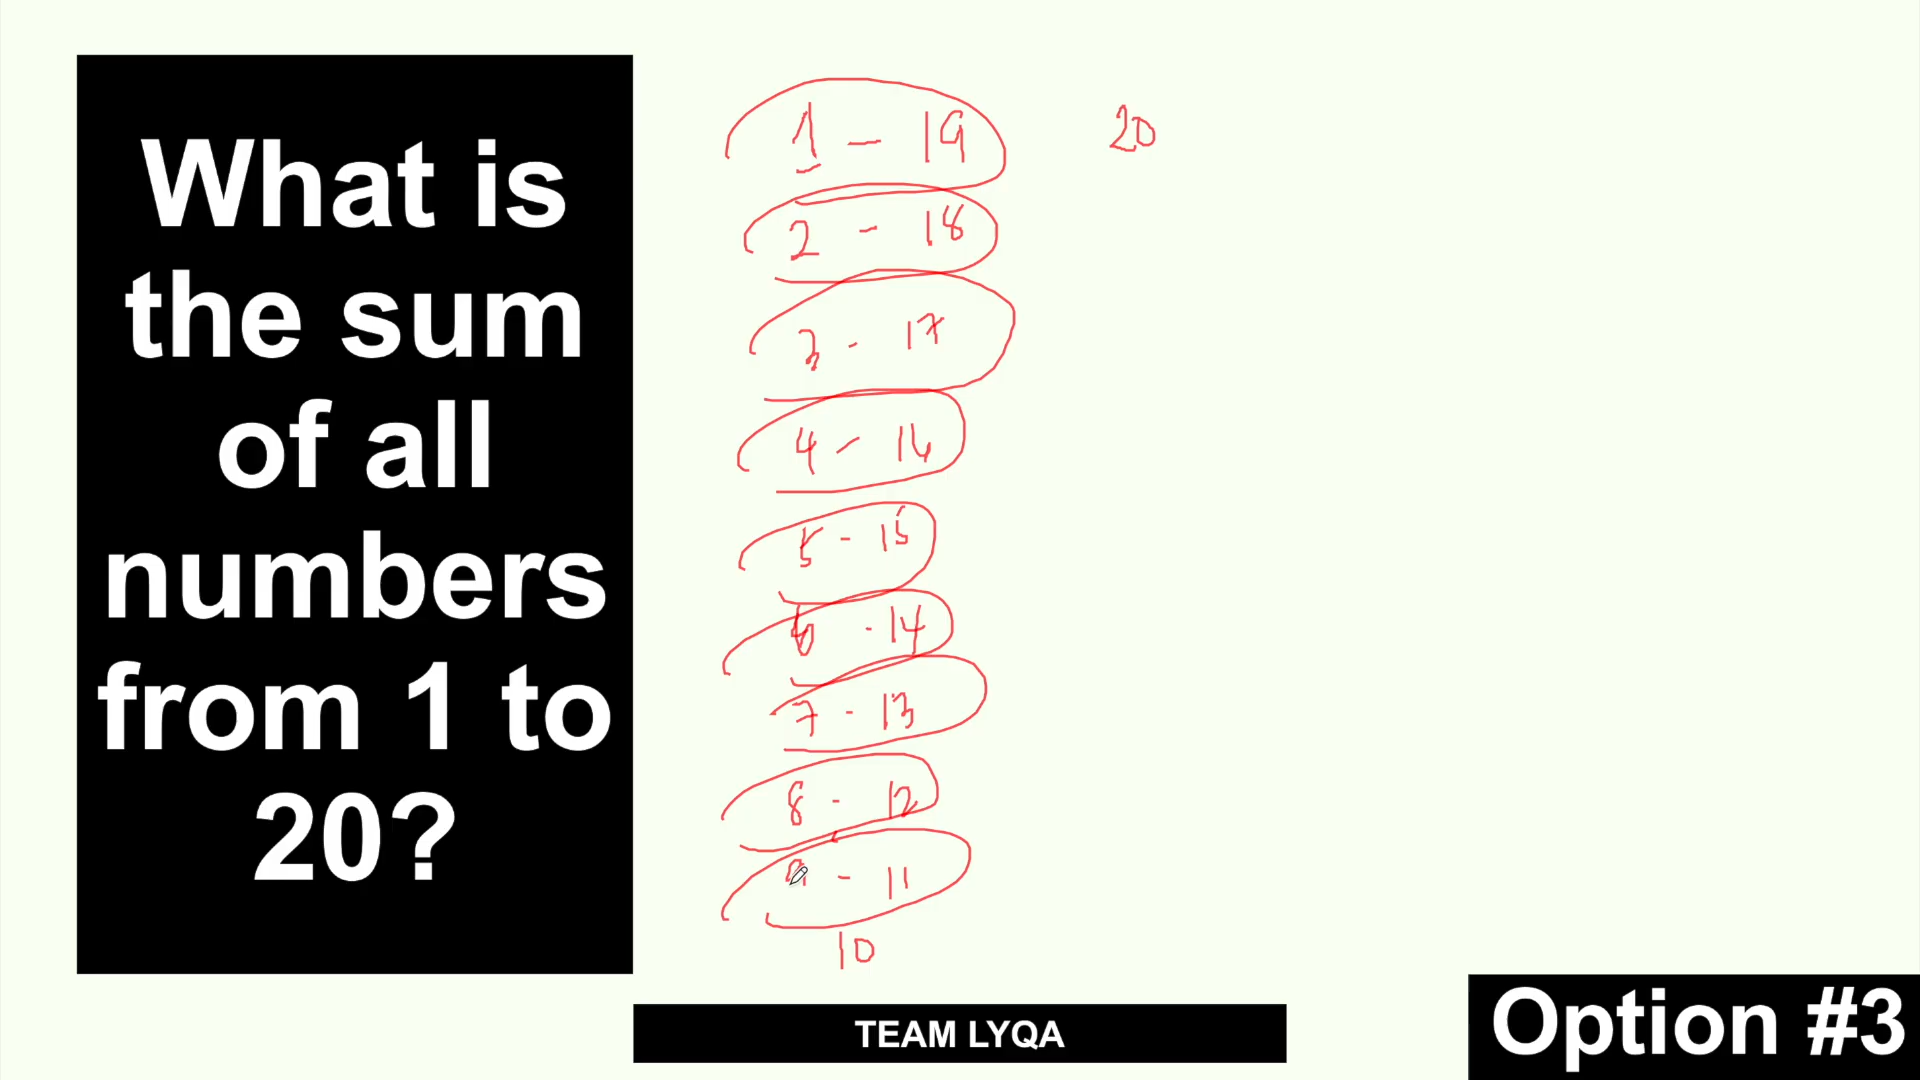 What is
the sum
of all
numbers
from 1 to
20?
1 - 19
20
2 - 18
3 - 17
4 - 16
5 - 15
6 - 14
7 - 13
8 - 12
9 - 11
10
TEAM LYQA
Option #3